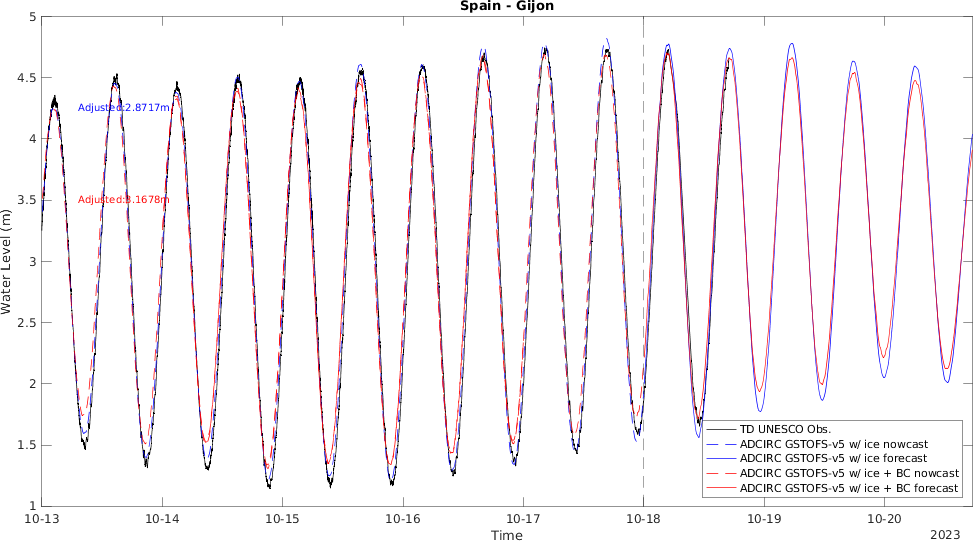 Spain - Gijon
5
4.5
4
3.5
3
2.5
2
1.5
1
Water Level (m)
Adjusted:2.8717m
Adjusted:3.1678m
TD UNESCO Obs.
ADCIRC GSTOFS-v5 w/ ice nowcast
ADCIRC GSTOFS-v5 w/ ice forecast
ADCIRC GSTOFS-v5 w/ ice + BC nowcast
ADCIRC GSTOFS-v5 w/ ice + BC forecast
10-13 10-14 10-15 10-16 10-17 10-18 10-19 10-20
Time
2023